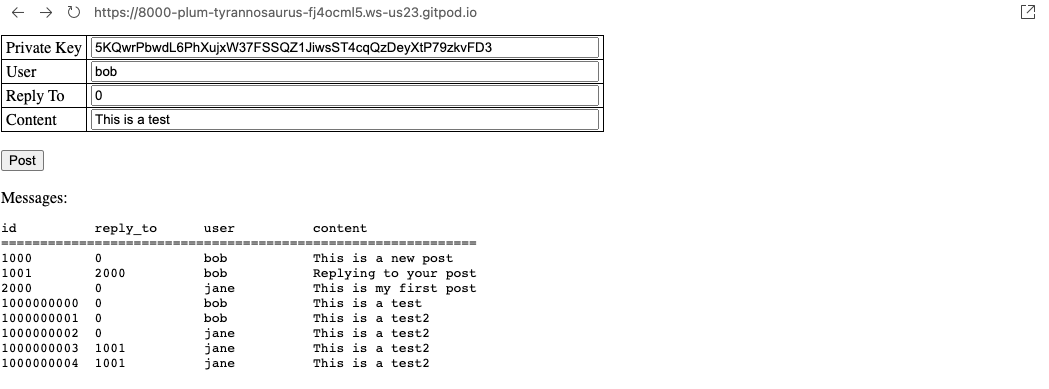 https://8000-plum-tyrannosaurus-fj4ocml5.ws-us23.gitpod.io
Private Key 5KQwrPbwdL6PhXujxW37FSSQZ1JiwsST4cqQzDeyXtP79zkvFD3
User bob
Reply To 0
Content This is a test
Post
Messages:
id reply_to user content
=============================================================
1000 0 bob This is a new post
1001 2000 bob Replying to your post
2000 0 jane This is my first post
1000000000 0 bob This is a test
1000000001 0 bob This is a test2
1000000002 0 jane This is a test2
1000000003 1001 jane This is a test2
1000000004 1001 jane This is a test2